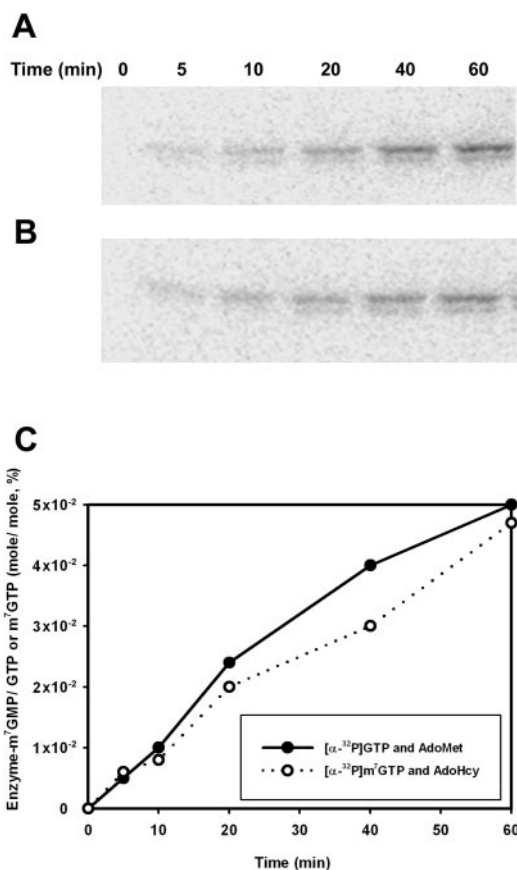 A
Time (min) 0 5 10 20 40 60
B
C
Enzyme-m⁷GMP/ GTP or m⁷GTP (mole/ mole, %)
5x10⁻²
4x10⁻²
3x10⁻²
2x10⁻²
1x10⁻²
0
[α-³²P]GTP and AdoMet
[α-³²P]m⁷GTP and AdoHcy
0 10 20 40 60
Time (min)